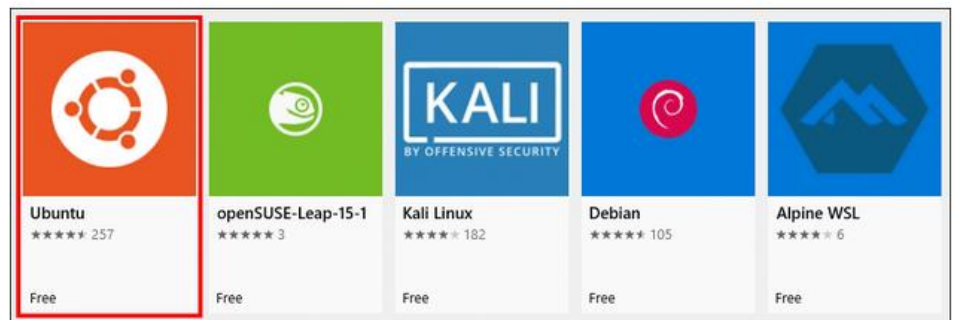 KALI
BY OFFENSIVE SECURITY
Ubuntu
257
Free
openSUSE-Leap-15-1
3
Free
Kali Linux
182
Free
Debian
105
Free
Alpine WSL
6
Free